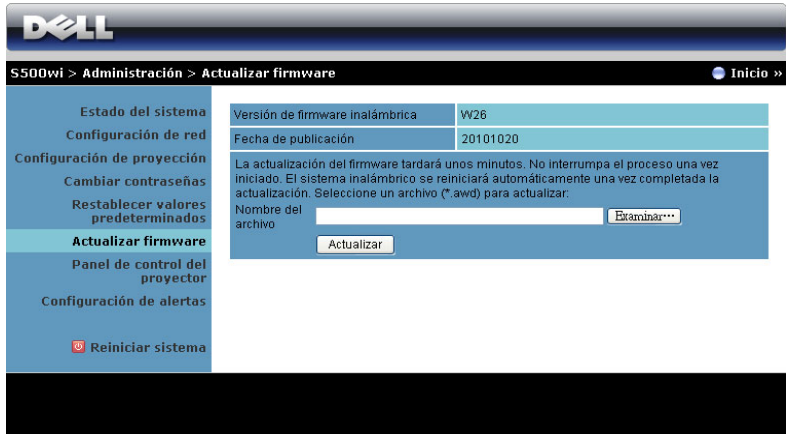 DELL
S500wi > Administración > Actualizar firmware
Inicio »
Estado del sistema
Configuración de red
Configuración de proyección
Cambiar contraseñas
Restablecer valores
predeterminados
Actualizar firmware
Panel de control del
proyector
Configuración de alertas
Reiniciar sistema
Versión de firmware inalámbrica
W26
Fecha de publicación
20101020
La actualización del firmware tardará unos minutos. No interrumpa el proceso una vez
iniciado. El sistema inalámbrico se reiniciará automáticamente una vez completada la
actualización. Seleccione un archivo (*.awd) para actualizar:
Nombre del
archivo
Examinar···
Actualizar